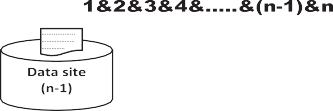 1&2&3&4&.....&(n-1)&n
Data site
(n-1)